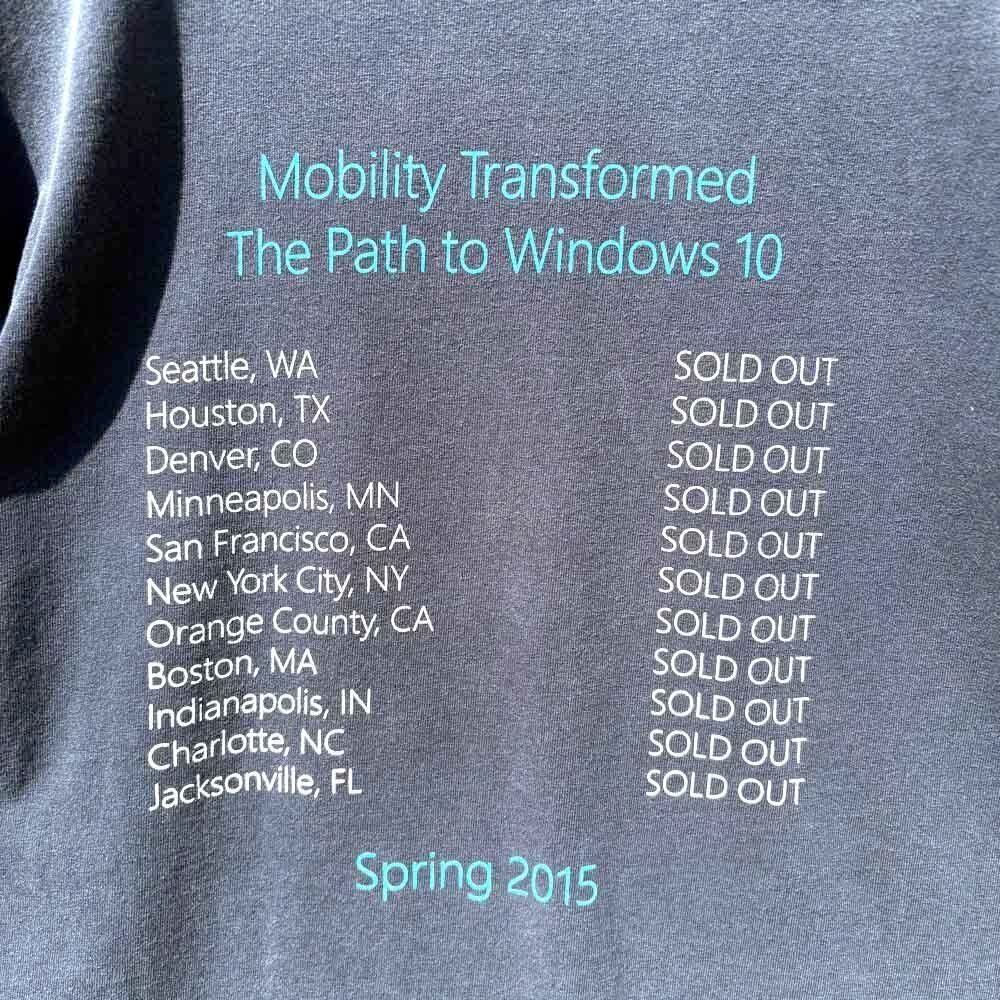 Mobility Transformed
The Path to Windows 10
Seattle, WA SOLD OUT
Houston, TX SOLD OUT
Denver, CO SOLD OUT
Minneapolis, MN SOLD OUT
San Francisco, CA SOLD OUT
New York City, NY SOLD OUT
Orange County, CA SOLD OUT
Boston, MA SOLD OUT
Indianapolis, IN SOLD OUT
Charlotte, NC SOLD OUT
Jacksonville, FL SOLD OUT
Spring 2015